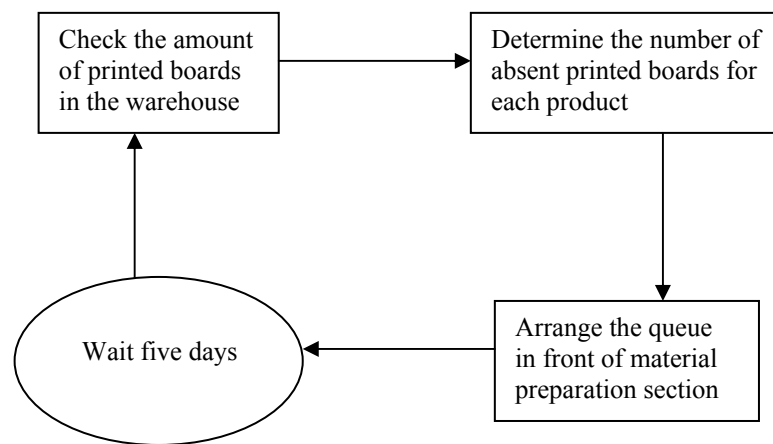 Check the amount
of printed boards
in the warehouse
Determine the number of
absent printed boards for
each product
Arrange the queue
in front of material
preparation section
Wait five days